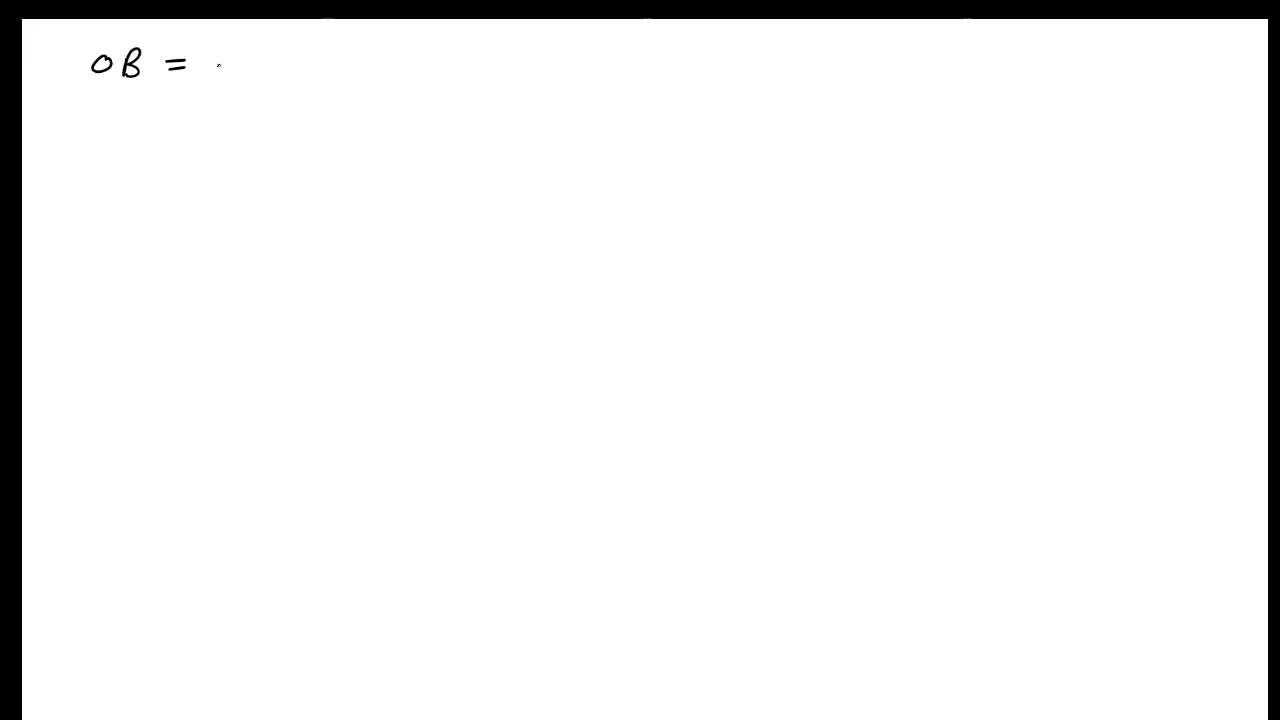 OB =